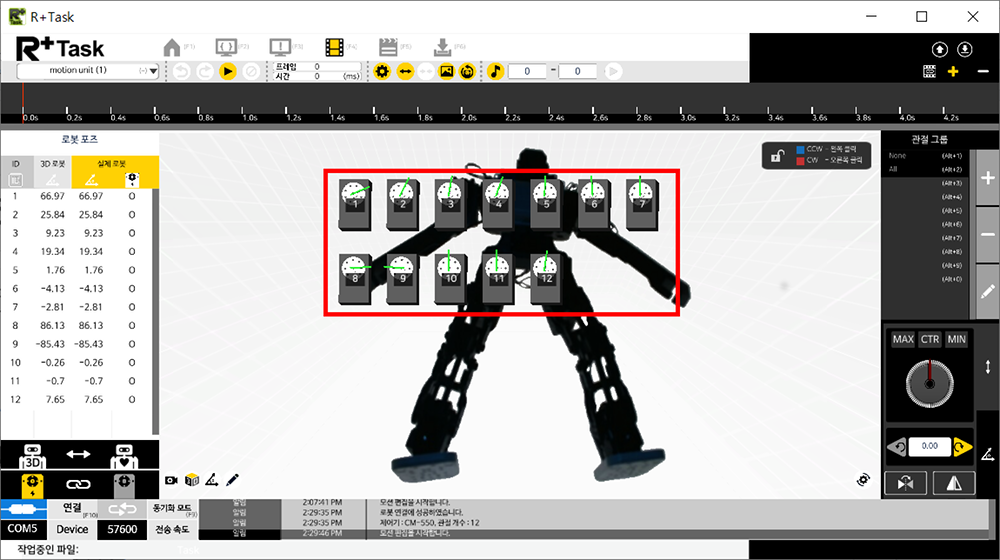 R+Task
R+Task
(F1) (F2) (F3) (F4) (F5) (F6)
motion unit (1) (-)
프레임 0
시간 0 (ms)
0 - 0
0.0s 0.2s 0.4s 0.6s 0.8s 1.0s 1.2s 1.4s 1.6s 1.8s 2.0s 2.2s 2.4s 2.6s 2.8s 3.0s 3.2s 3.4s 3.6s 3.8s 4.0s 4.2s
로봇 포즈
ID 3D 로봇 실제 로봇
1 66.97 66.97 O
2 25.84 25.84 O
3 9.23 9.23 O
4 19.34 19.34 O
5 1.76 1.76 O
6 -4.13 -4.13 O
7 -2.81 -2.81 O
8 86.13 86.13 O
9 -85.43 -85.43 O
10 -0.26 -0.26 O
11 -0.7 -0.7 O
12 7.65 7.65 O
3D
CCW - 왼쪽 클릭
CW - 오른쪽 클릭
1 2 3 4 5 6 7
8 9 10 11 12
관절 그룹
None (Alt+1)
All (Alt+2)
(Alt+3)
(Alt+4)
(Alt+5)
(Alt+6)
(Alt+7)
(Alt+8)
(Alt+9)
(Alt+0)
MAX CTR MIN
0.00
연결 [F10]
동기화 모드 (F9)
COM5 Device 57600 전송 속도
알림 2:07:41 PM 모션 편집을 시작합니다.
알림 2:29:35 PM 로봇 연결에 성공하였습니다.
알림 2:29:35 PM 제어기 : CM-550, 관절 개수 : 12
알림 2:29:46 PM 모션 편집을 시작합니다.
작업중인 파일: